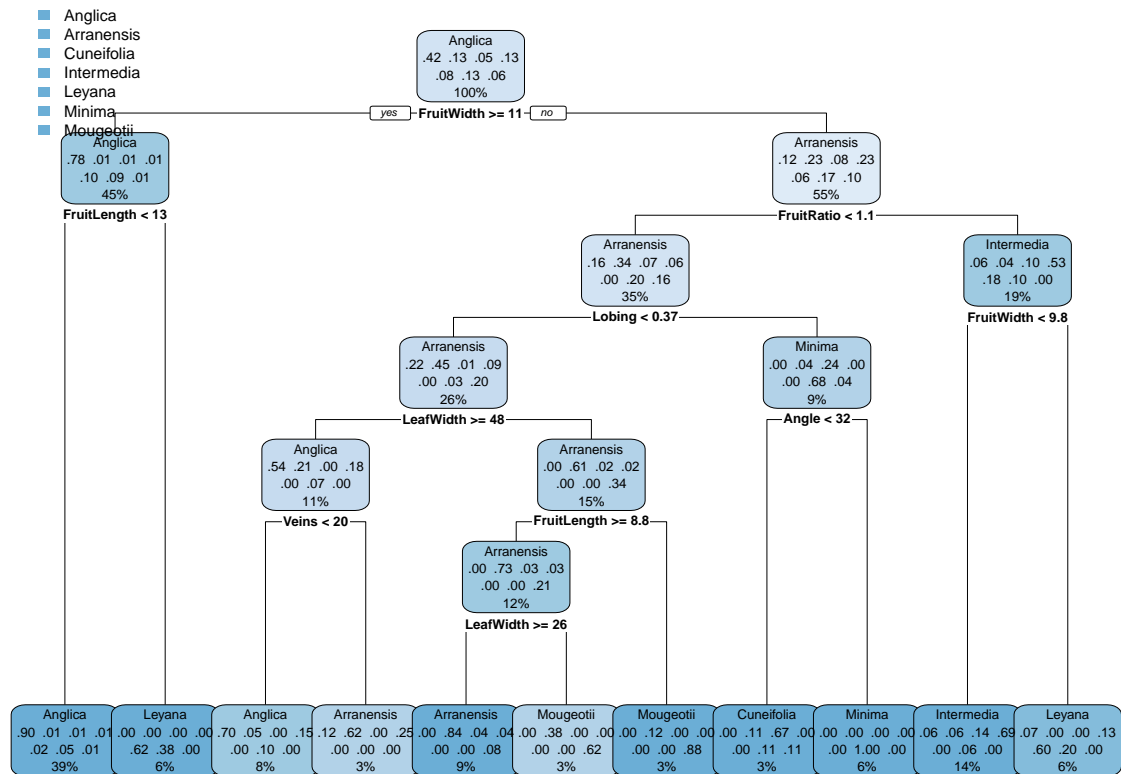 Anglica
Arranensis
Cuneifolia
Intermedia
Leyana
Minima
Mougeotii
Anglica
.42 .13 .05 .13
.08 .13 .06
100%
yes FruitWidth >= 11 no
Anglica
.78 .01 .01 .01
.10 .09 .01
45%
FruitLength < 13
Arranensis
.12 .23 .08 .23
.06 .17 .10
55%
FruitRatio < 1.1
Arranensis
.16 .34 .07 .06
.00 .20 .16
35%
Lobing < 0.37
Intermedia
.06 .04 .10 .53
.18 .10 .00
19%
FruitWidth < 9.8
Arranensis
.22 .45 .01 .09
.00 .03 .20
26%
LeafWidth >= 48
Minima
.00 .04 .24 .00
.00 .68 .04
9%
Angle < 32
Anglica
.54 .21 .00 .18
.00 .07 .00
11%
Veins < 20
Arranensis
.00 .61 .02 .02
.00 .00 .34
15%
FruitLength >= 8.8
Arranensis
.00 .73 .03 .03
.00 .00 .21
12%
LeafWidth >= 26
Anglica
.90 .01 .01 .01
.02 .05 .01
39%
Leyana
.00 .00 .00 .00
.62 .38 .00
6%
Anglica
.70 .05 .00 .15
.00 .10 .00
8%
Arranensis
.12 .62 .00 .25
.00 .00 .00
3%
Arranensis
.00 .84 .04 .04
.00 .00 .08
9%
Mougeotii
.00 .38 .00 .00
.00 .00 .62
3%
Mougeotii
.00 .12 .00 .00
.00 .00 .88
3%
Cuneifolia
.00 .11 .67 .00
.00 .11 .11
3%
Minima
.00 .00 .00 .00
.00 1.00 .00
6%
Intermedia
.06 .06 .14 .69
.00 .06 .00
14%
Leyana
.07 .00 .00 .13
.60 .20 .00
6%